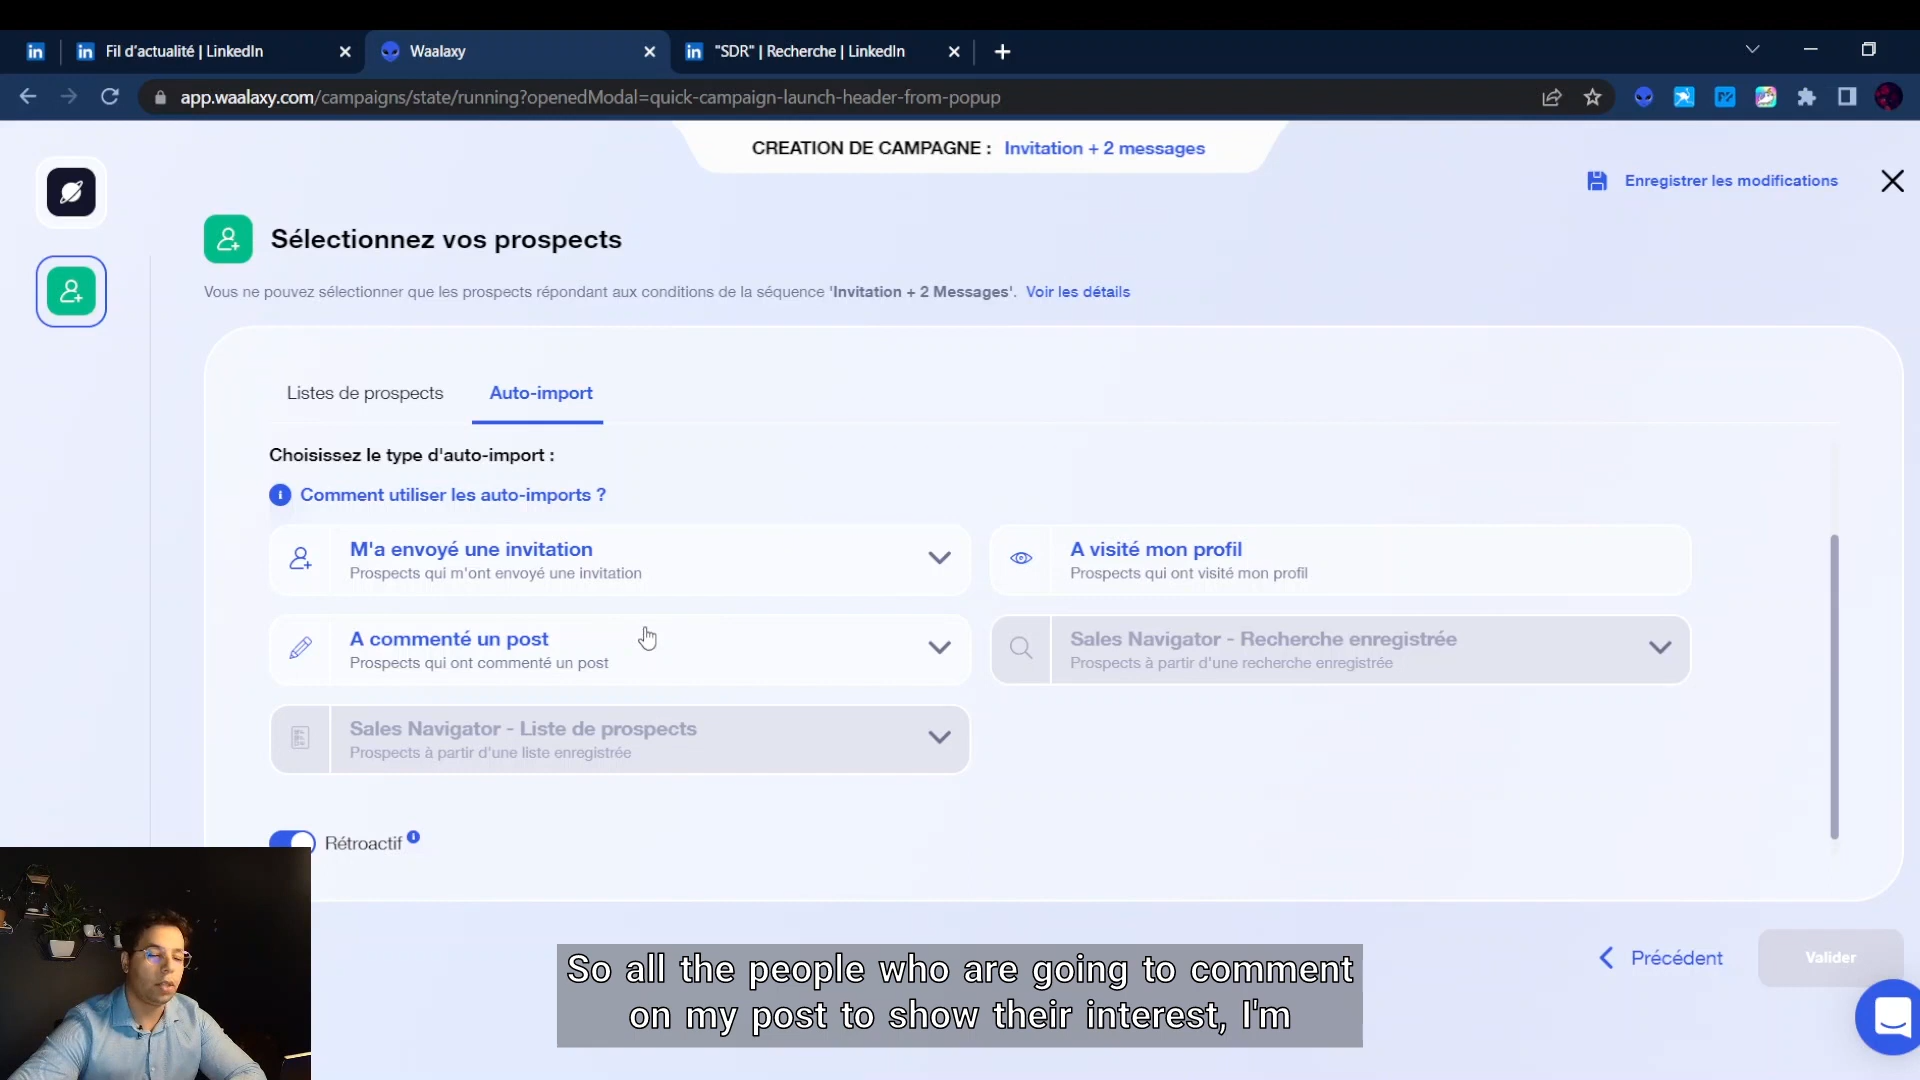 Fil d'actualité | LinkedIn
Waalaxy
"SDR" | Recherche | LinkedIn
app.waalaxy.com/campaigns/state/running?openedModal=quick-campaign-launch-header-from-popup
CREATION DE CAMPAGNE : Invitation + 2 messages
Enregistrer les modifications
Sélectionnez vos prospects
Vous ne pouvez sélectionner que les prospects répondant aux conditions de la séquence 'Invitation + 2 Messages'. Voir les détails
Listes de prospects
Auto-import
Choisissez le type d'auto-import :
Comment utiliser les auto-imports ?
M'a envoyé une invitation
Prospects qui m'ont envoyé une invitation
A visité mon profil
Prospects qui ont visité mon profil
A commenté un post
Prospects qui ont commenté un post
Sales Navigator - Recherche enregistrée
Prospects à partir d'une recherche enregistrée
Sales Navigator - Liste de prospects
Prospects à partir d'une liste enregistrée
Rétroactif
Précédent
Valider
So all the people who are going to comment
on my post to show their interest, I'm